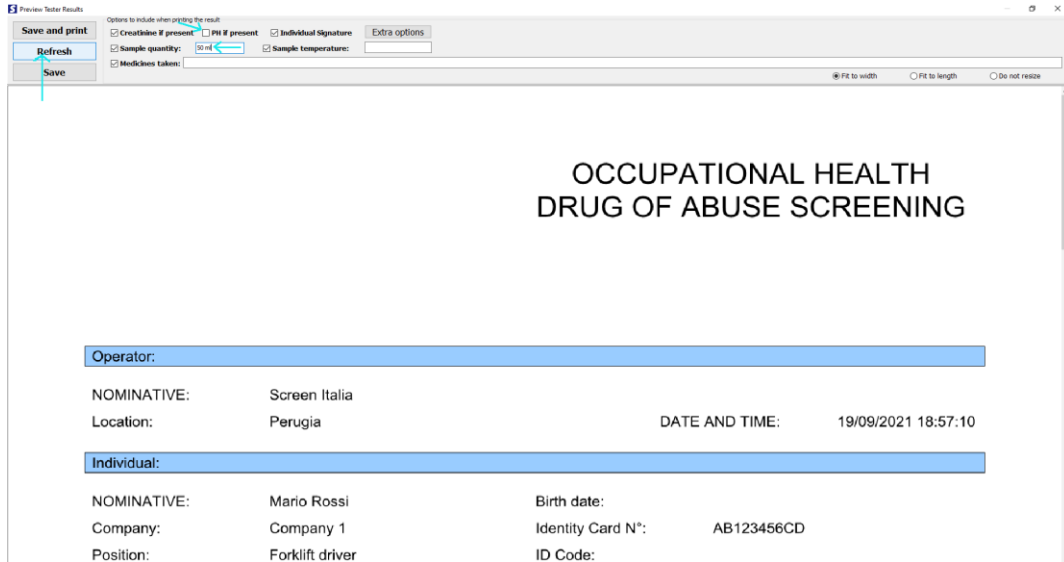 Preview Tester Results
Options to include when printing the result
Save and print
Creatinine if present PH if present Individual Signature Extra options
Refresh
Sample quantity: 50 ml Sample temperature:
Save
Medicines taken:
Fit to width Fit to length Do not resize
OCCUPATIONAL HEALTH
DRUG OF ABUSE SCREENING
Operator:
NOMINATIVE: Screen Italia
Location: Perugia DATE AND TIME: 19/09/2021 18:57:10
Individual:
NOMINATIVE: Mario Rossi Birth date:
Company: Company 1 Identity Card N°: AB123456CD
Position: Forklift driver ID Code: